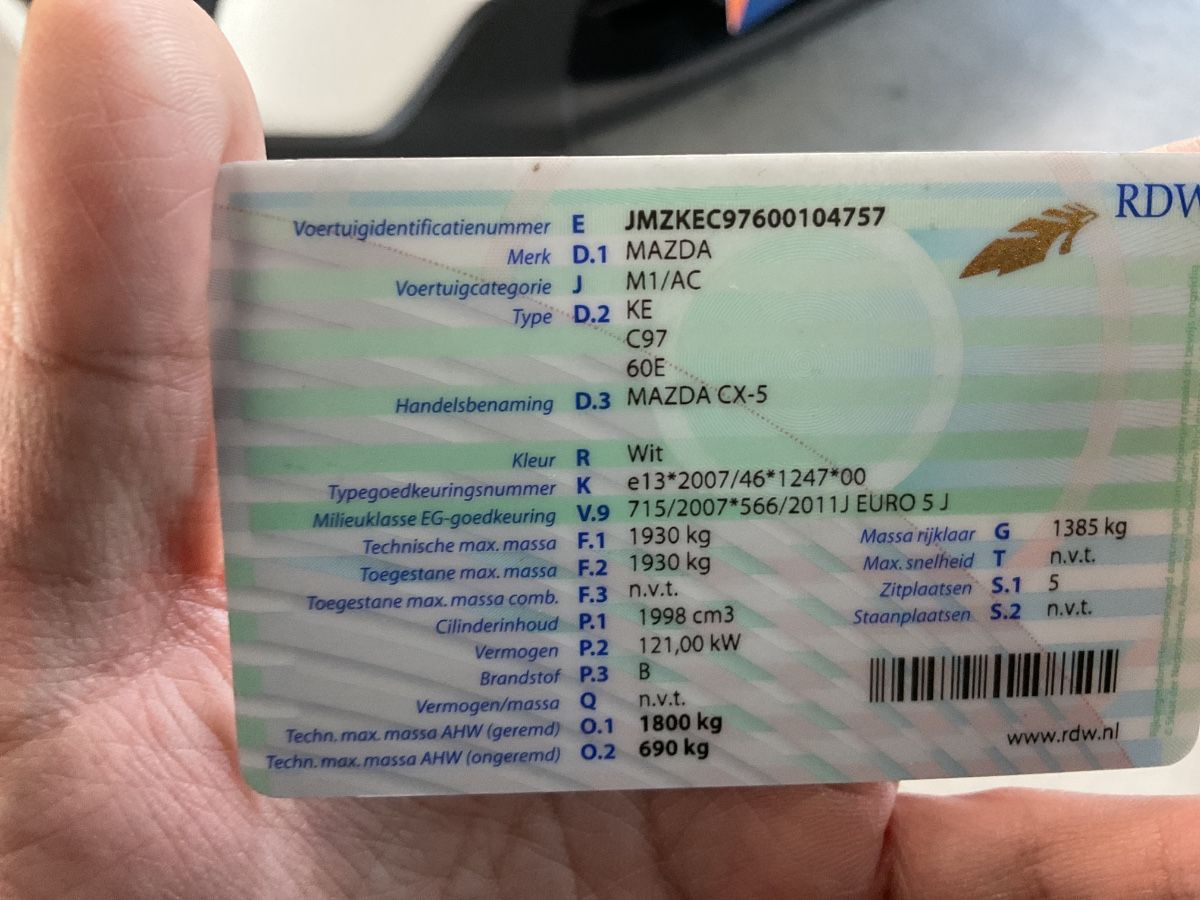 RDW
Voertuigidentificatienummer E JMZKEC97600104757
Merk D.1 MAZDA
Voertuigcategorie J M1/AC
Type D.2 KE
C97
60E
Handelsbenaming D.3 MAZDA CX-5
Kleur R Wit
Typegoedkeuringsnummer K e13*2007/46*1247*00
Milieuklasse EG-goedkeuring V.9 715/2007*566/2011J EURO 5 J
Technische max. massa F.1 1930 kg Massa rijklaar G 1385 kg
Toegestane max. massa F.2 1930 kg Max. snelheid T n.v.t.
Toegestane max. massa comb. F.3 n.v.t. Zitplaatsen S.1 5
Cilinderinhoud P.1 1998 cm3 Staanplaatsen S.2 n.v.t.
Vermogen P.2 121,00 kW
Brandstof P.3 B
Vermogen/massa Q n.v.t.
Techn. max. massa AHW (geremd) O.1 1800 kg
Techn. max. massa AHW (ongeremd) O.2 690 kg
www.rdw.nl